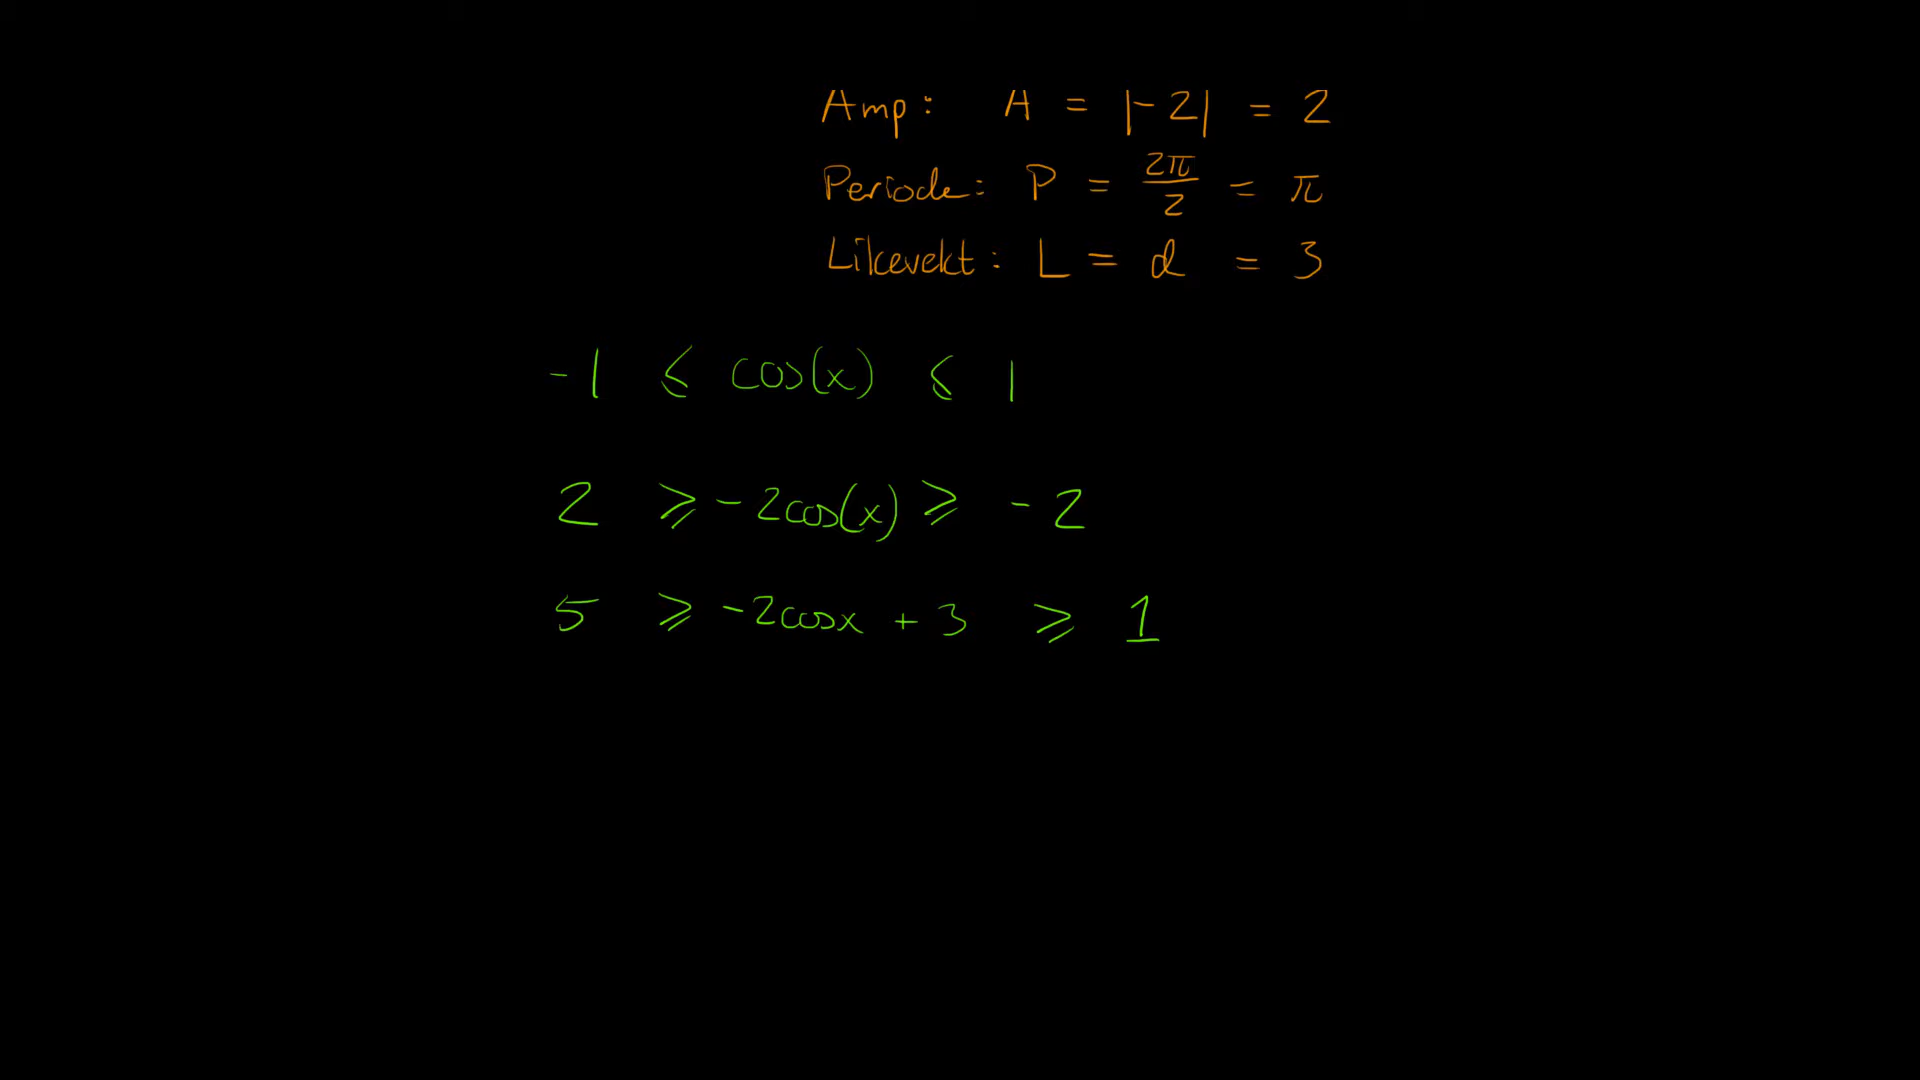 Amp: A = |-2| = 2
Periode: P = 2π/2 = π
Likevekt: L = d = 3
-1 ⩽ cos(x) ⩽ 1
2 ⩾ -2cos(x) ⩾ -2
5 ⩾ -2cosx + 3 ⩾ 1